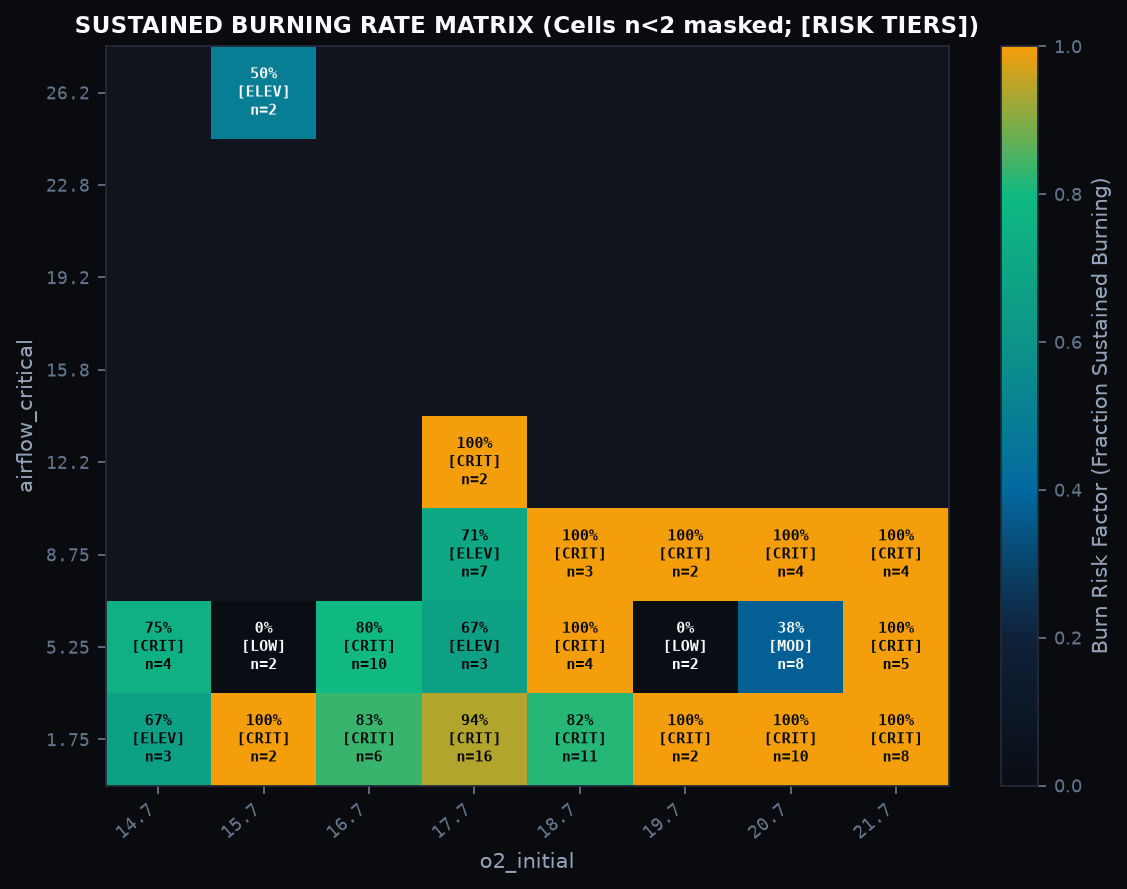 SUSTAINED BURNING RATE MATRIX (Cells n<2 masked; [RISK TIERS])
airflow_critical
26.2
22.8
19.2
15.8
12.2
8.75
5.25
1.75
50%
[ELEV]
n=2
100%
[CRIT]
n=2
71%
[ELEV]
n=7
100%
[CRIT]
n=3
100%
[CRIT]
n=2
100%
[CRIT]
n=4
100%
[CRIT]
n=4
75%
[CRIT]
n=4
0%
[LOW]
n=2
80%
[CRIT]
n=10
67%
[ELEV]
n=3
100%
[CRIT]
n=4
0%
[LOW]
n=2
38%
[MOD]
n=8
100%
[CRIT]
n=5
67%
[ELEV]
n=3
100%
[CRIT]
n=2
83%
[CRIT]
n=6
94%
[CRIT]
n=16
82%
[CRIT]
n=11
100%
[CRIT]
n=2
100%
[CRIT]
n=10
100%
[CRIT]
n=8
14.7
15.7
16.7
17.7
18.7
19.7
20.7
21.7
o2_initial
1.0
0.8
0.6
0.4
0.2
0.0
Burn Risk Factor (Fraction Sustained Burning)